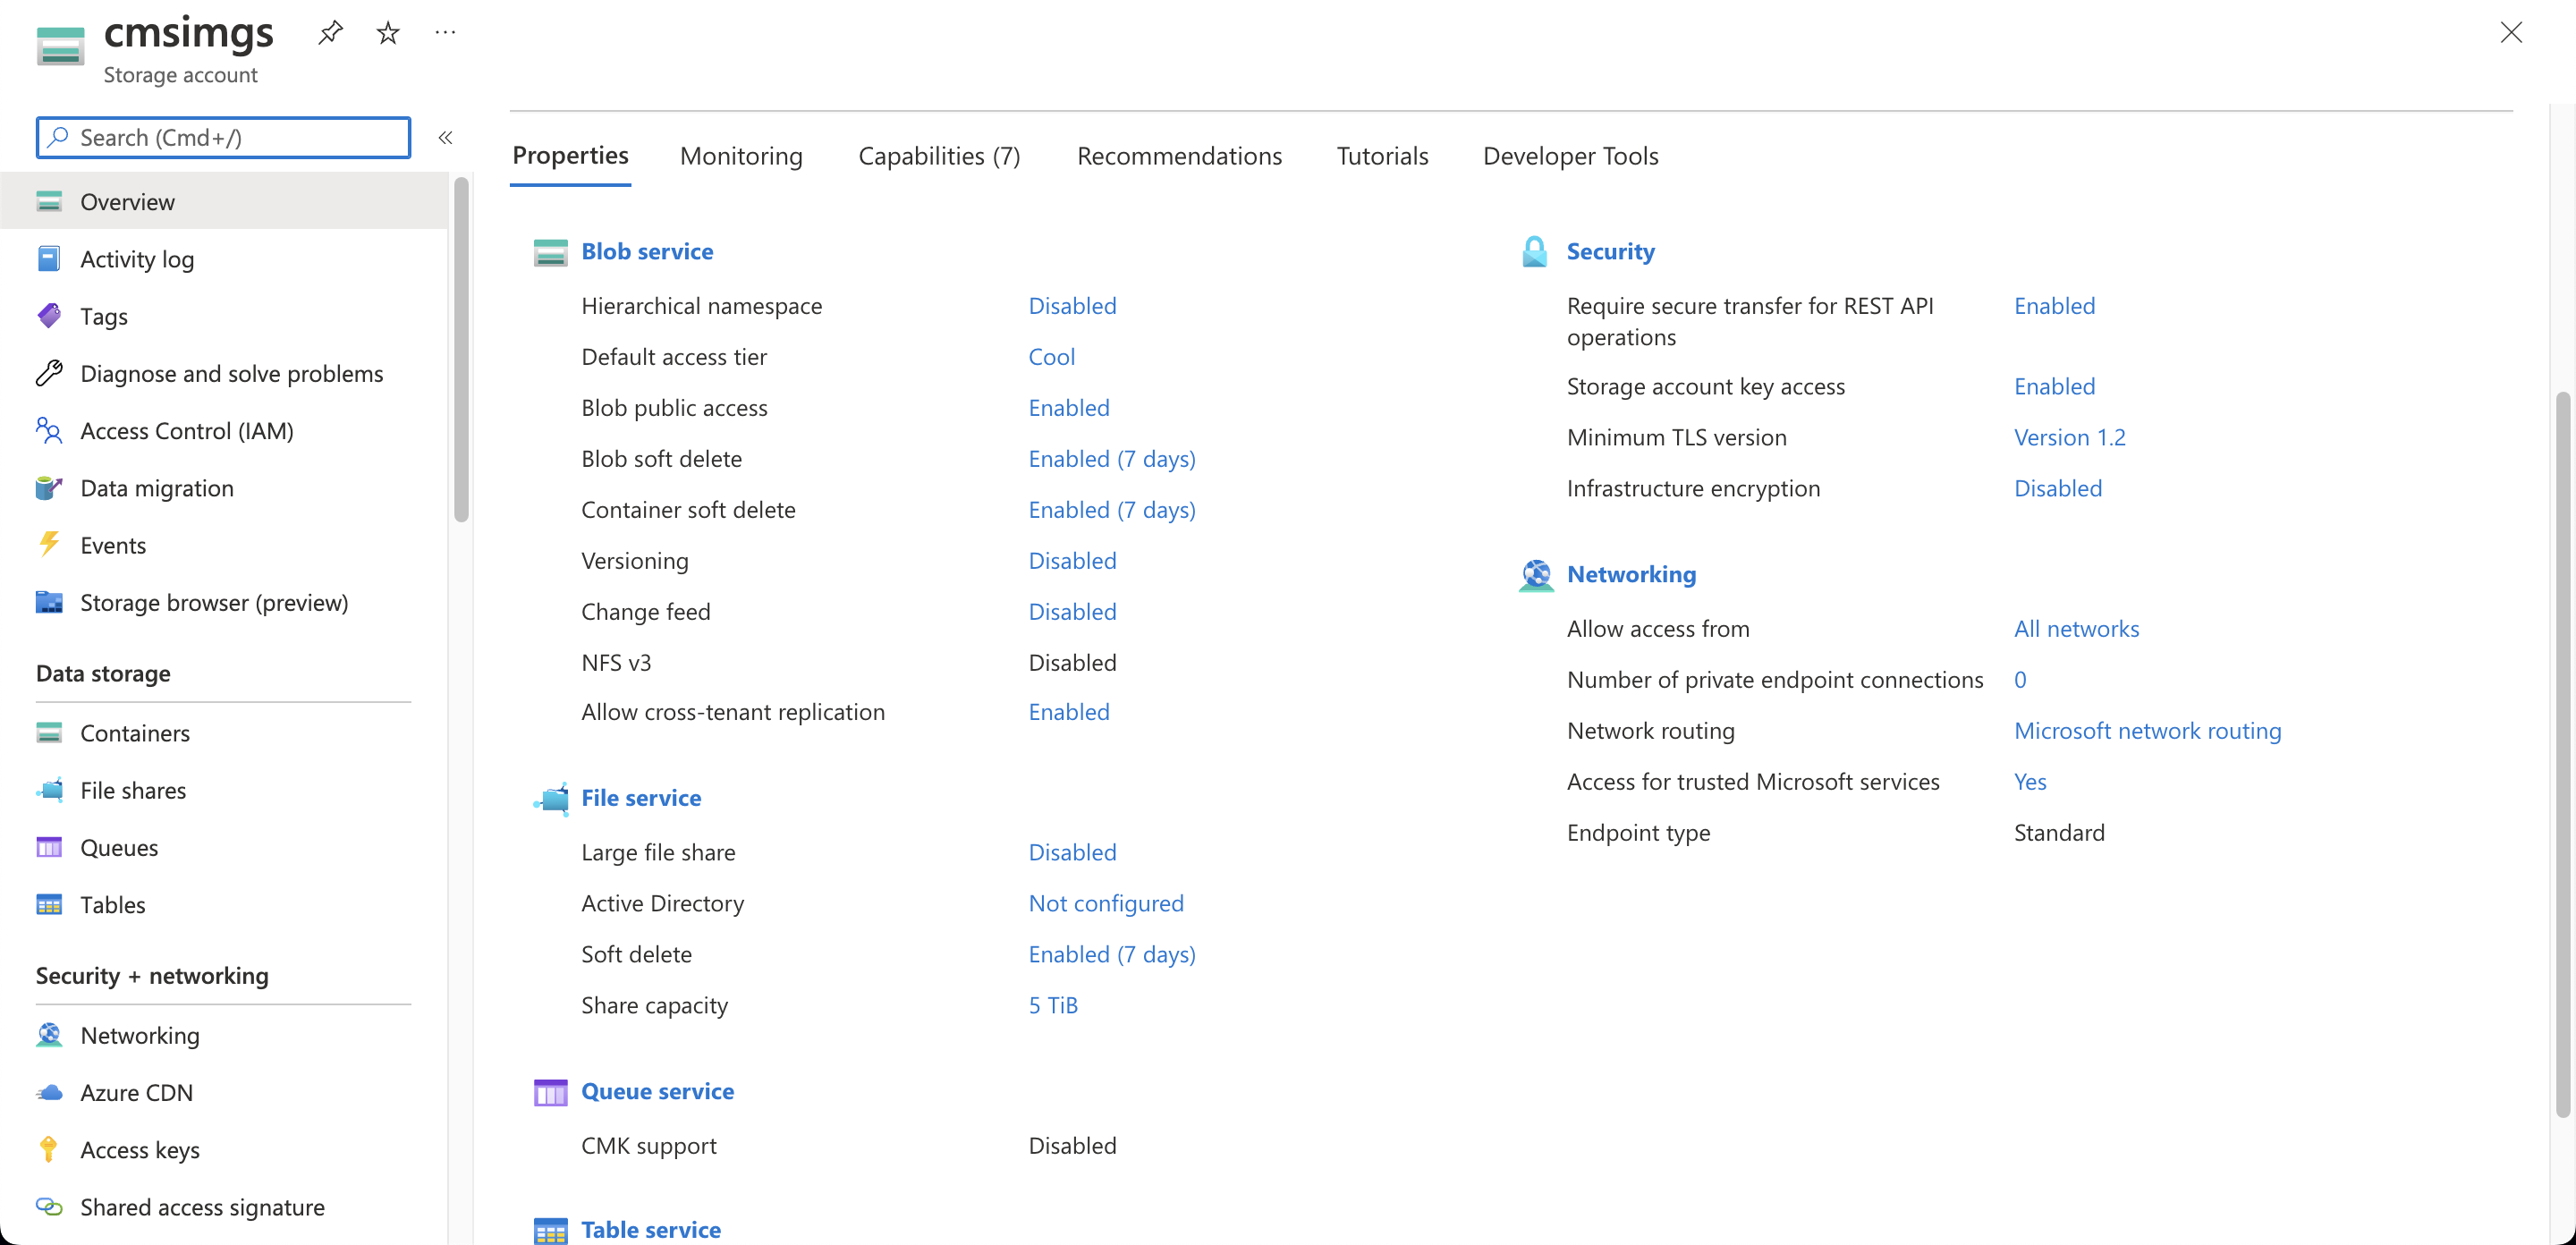 cmsimgs
Storage account
Search (Cmd+/)
Overview
Activity log
Tags
Diagnose and solve problems
Access Control (IAM)
Data migration
Events
Storage browser (preview)
Data storage
Containers
File shares
Queues
Tables
Security + networking
Networking
Azure CDN
Access keys
Shared access signature
Properties Monitoring Capabilities (7) Recommendations Tutorials Developer Tools
Blob service
Hierarchical namespace Disabled
Default access tier Cool
Blob public access Enabled
Blob soft delete Enabled (7 days)
Container soft delete Enabled (7 days)
Versioning Disabled
Change feed Disabled
NFS v3 Disabled
Allow cross-tenant replication Enabled
File service
Large file share Disabled
Active Directory Not configured
Soft delete Enabled (7 days)
Share capacity 5 TiB
Queue service
CMK support Disabled
Table service
Security
Require secure transfer for REST API Enabled
operations
Storage account key access Enabled
Minimum TLS version Version 1.2
Infrastructure encryption Disabled
Networking
Allow access from All networks
Number of private endpoint connections 0
Network routing Microsoft network routing
Access for trusted Microsoft services Yes
Endpoint type Standard